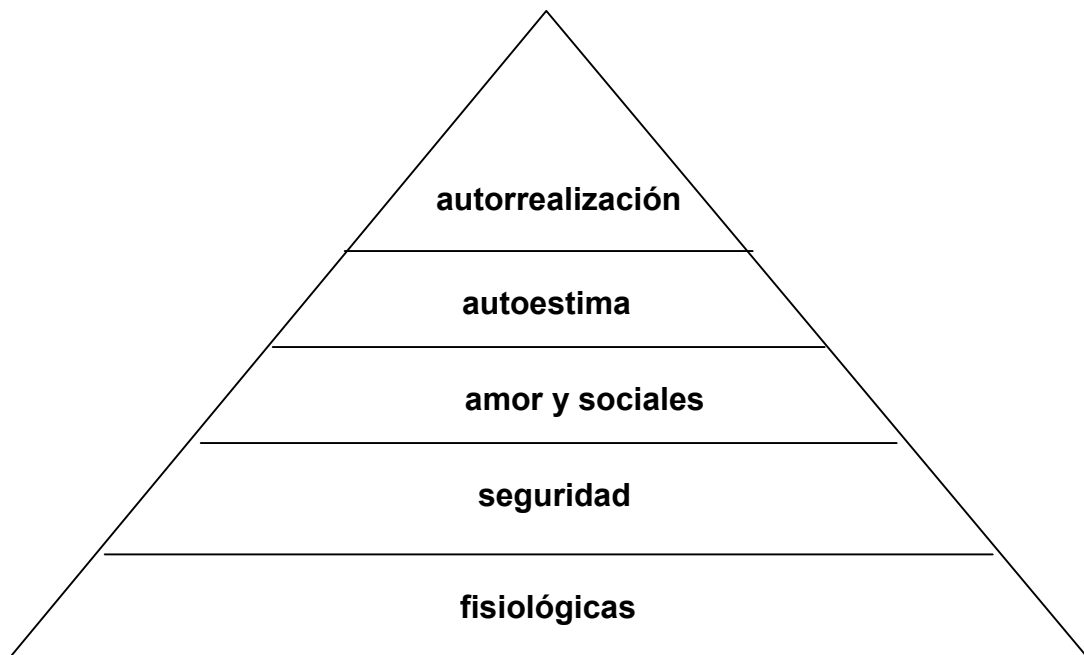 autorrealización
autoestima
amor y sociales
seguridad
fisiológicas